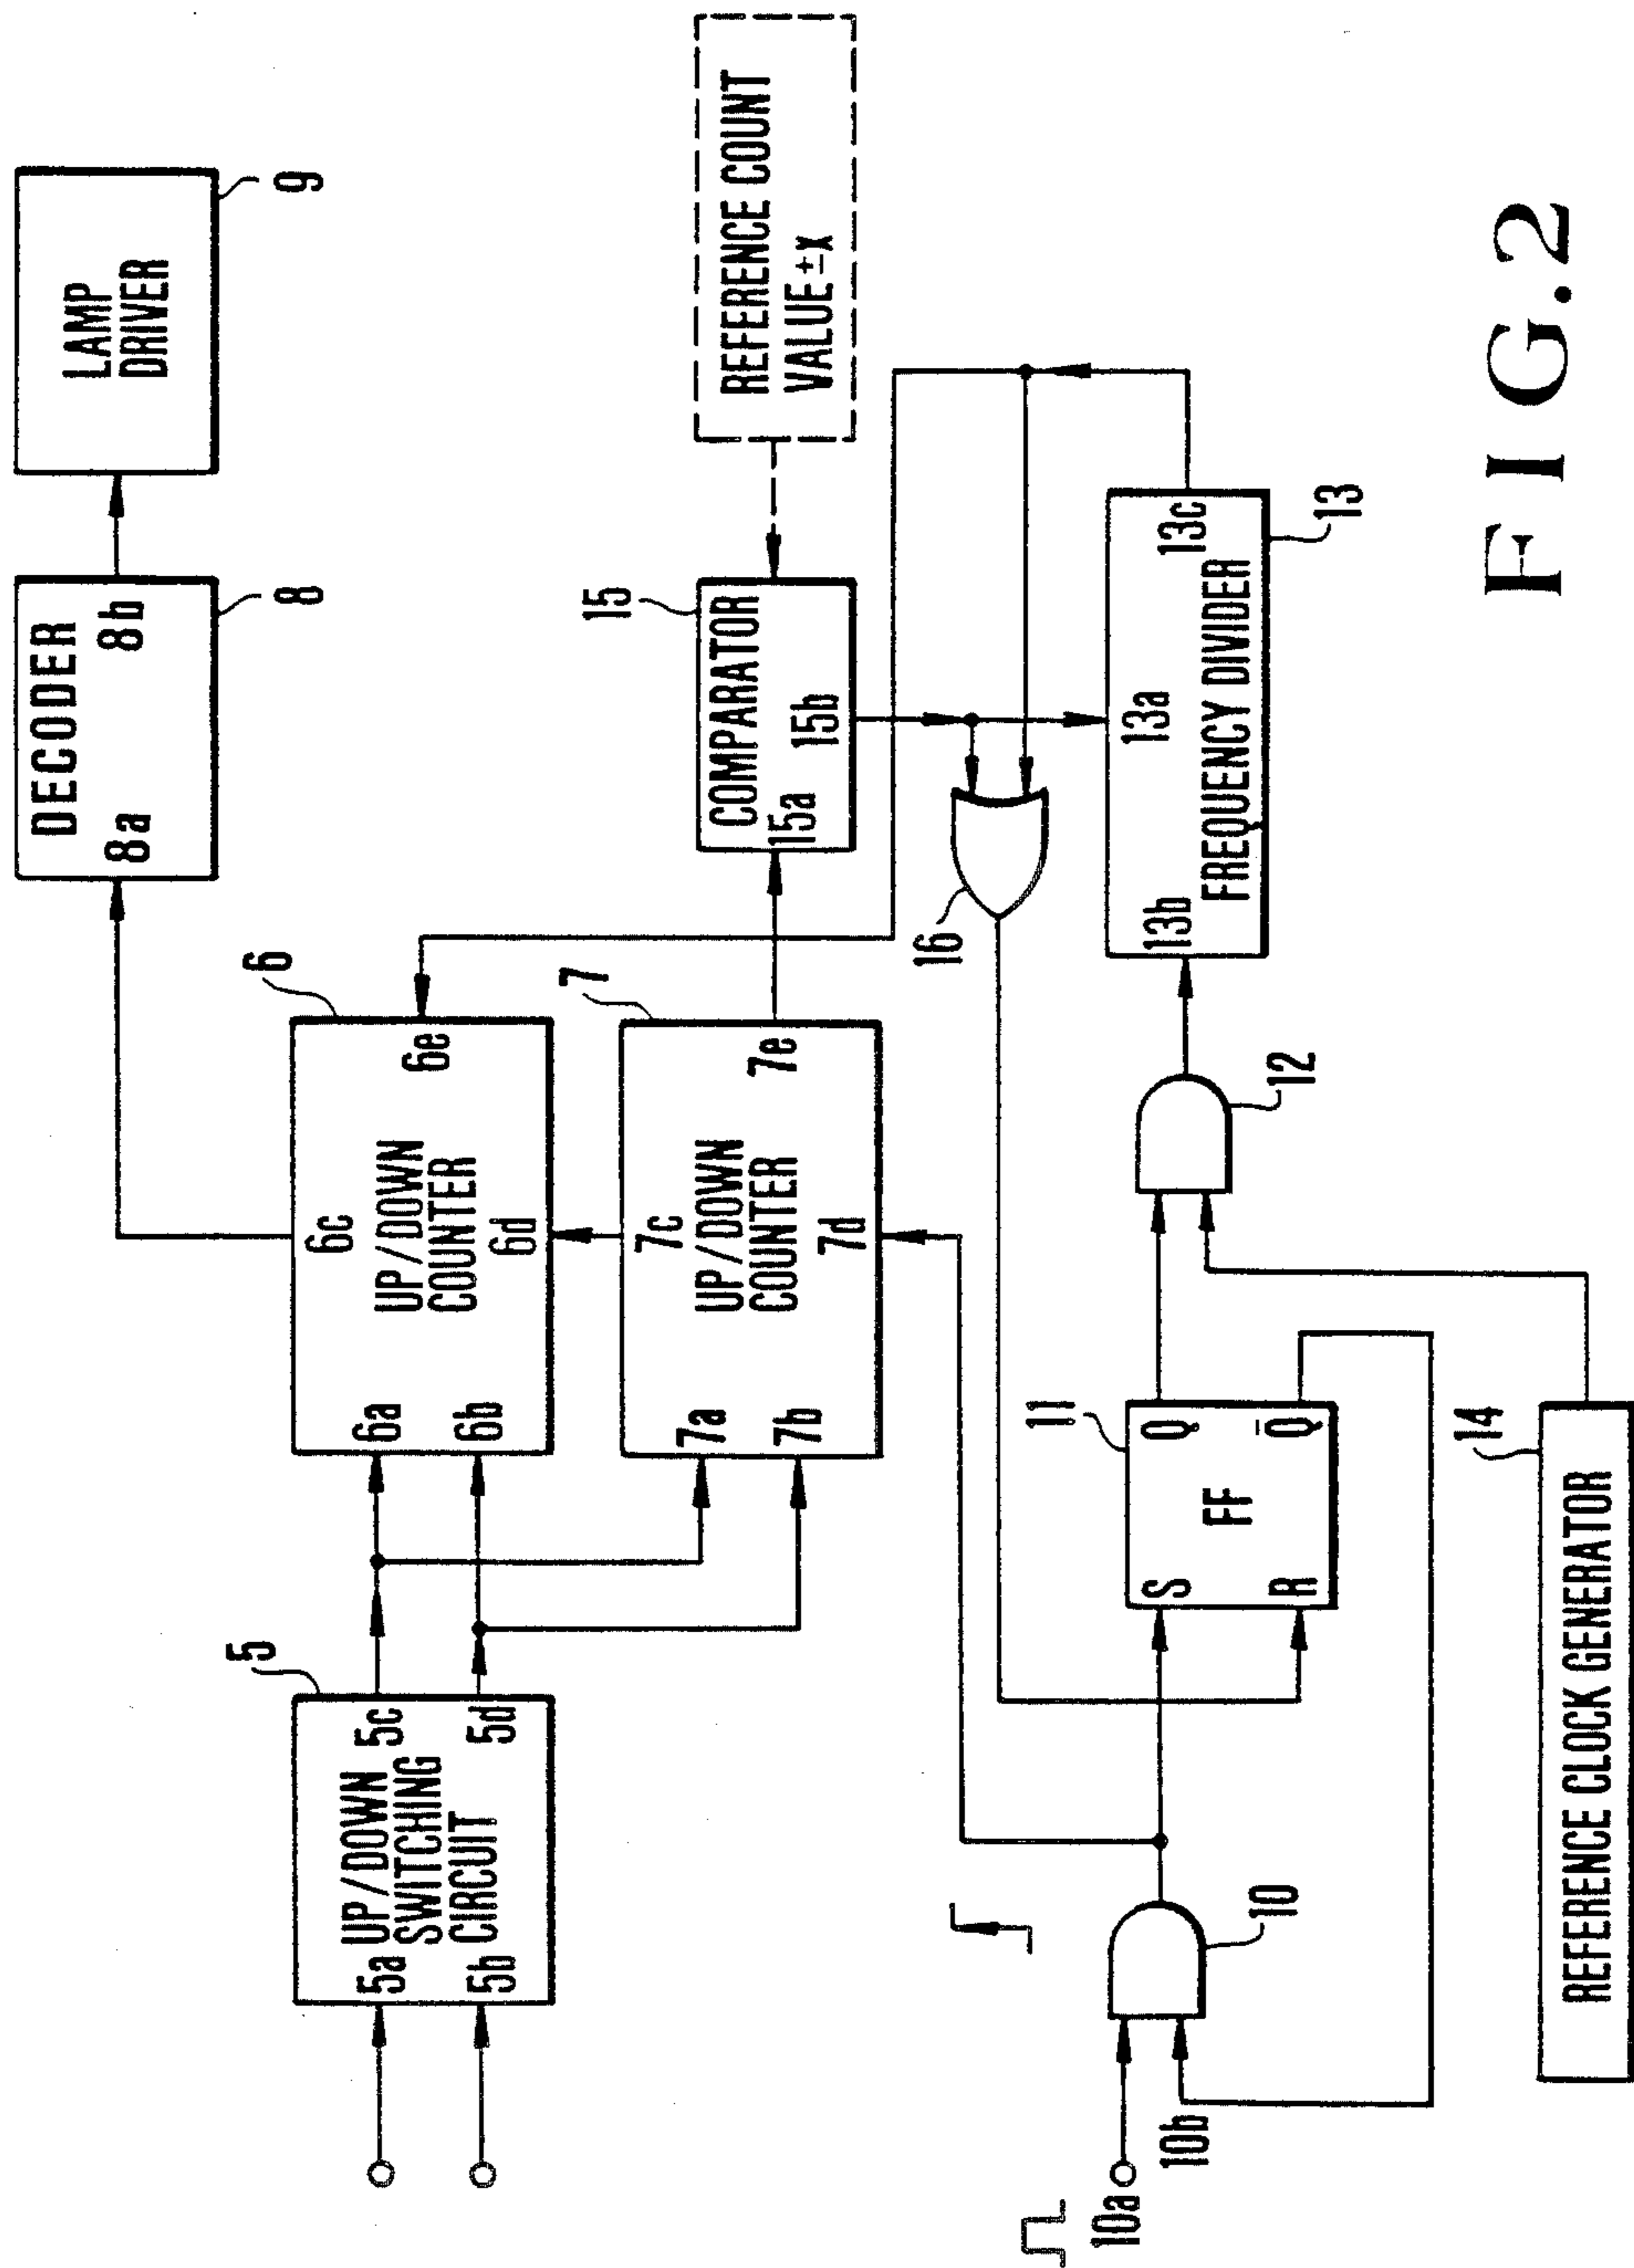 LAMP
DRIVER
9
DECODER
8a
8b
8
REFERENCE COUNT
VALUE ±X
15
COMPARATOR
15a
15b
6
6c
6a
UP/DOWN
COUNTER
6b
6d
6e
7
7c
7a
UP/DOWN
COUNTER
7b
7d
7e
5
UP/DOWN
SWITCHING
CIRCUIT
5a
5b
5c
5d
16
13a
13b
13c
FREQUENCY DIVIDER
13
12
11
S
Q
FF
R
Q̄
10a
10b
10
14
REFERENCE CLOCK GENERATOR
FIG.2